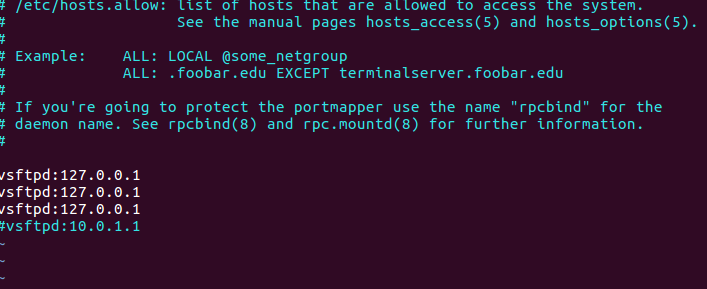 # /etc/hosts.allow: list of hosts that are allowed to access the system.
#                   See the manual pages hosts_access(5) and hosts_options(5).
#
# Example:    ALL: LOCAL @some_netgroup
#             ALL: .foobar.edu EXCEPT terminalserver.foobar.edu
#
# If you're going to protect the portmapper use the name "rpcbind" for the
# daemon name. See rpcbind(8) and rpc.mountd(8) for further information.
#
vsftpd:127.0.0.1
vsftpd:127.0.0.1
vsftpd:127.0.0.1
#vsftpd:10.0.1.1
~
~
~